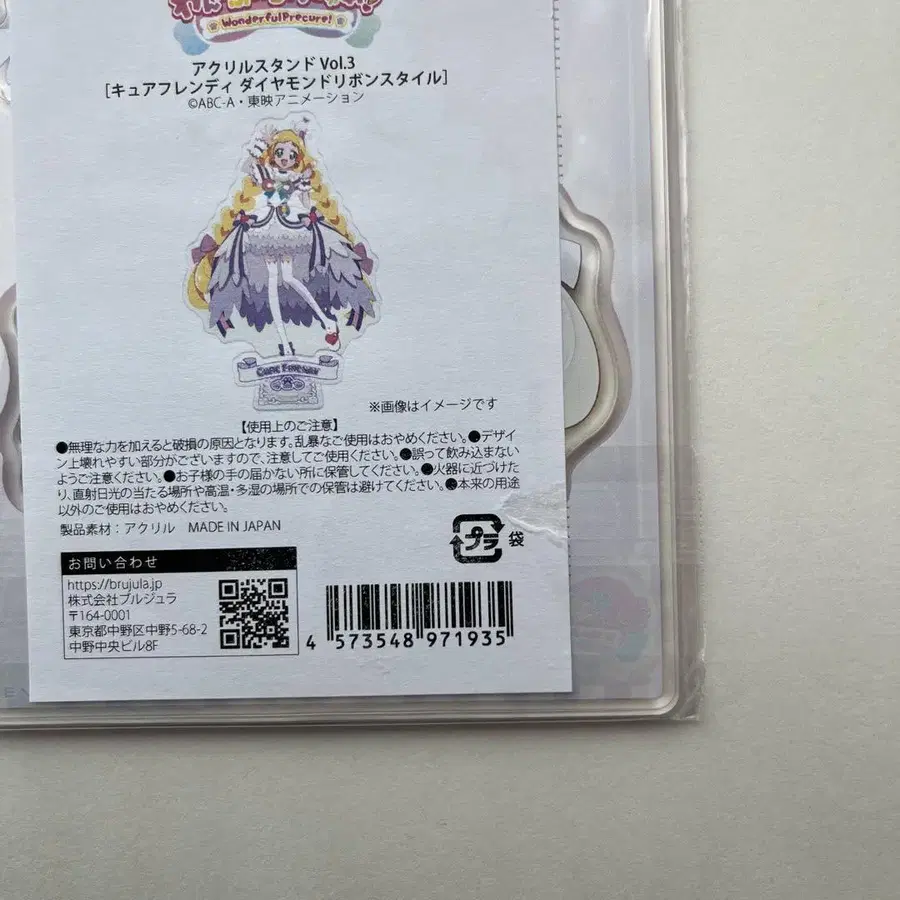 Wonderful Precure!
アクリルスタンド Vol.3
[キュアフレンディ ダイヤモンドリボンスタイル]
©ABC-A・東映アニメーション
※画像はイメージです
【使用上のご注意】
●無理な力を加えると破損の原因となります。乱暴なご使用はおやめください。●デザイ
ン上壊れやすい部分がございますので、注意してご使用ください。●誤って飲み込まない
ようご注意ください。●お子様の手の届かない所に保管してください。●火器に近づけた
り、直射日光の当たる場所や高温・多湿の場所での保管は避けてください。●本来の用途
以外のご使用はおやめください。
製品素材：アクリル MADE IN JAPAN
プラ 袋
お問い合わせ
https://brujula.jp
株式会社ブルジュラ
〒164-0001
東京都中野区中野5-68-2
中野中央ビル8F
4 573548 971935